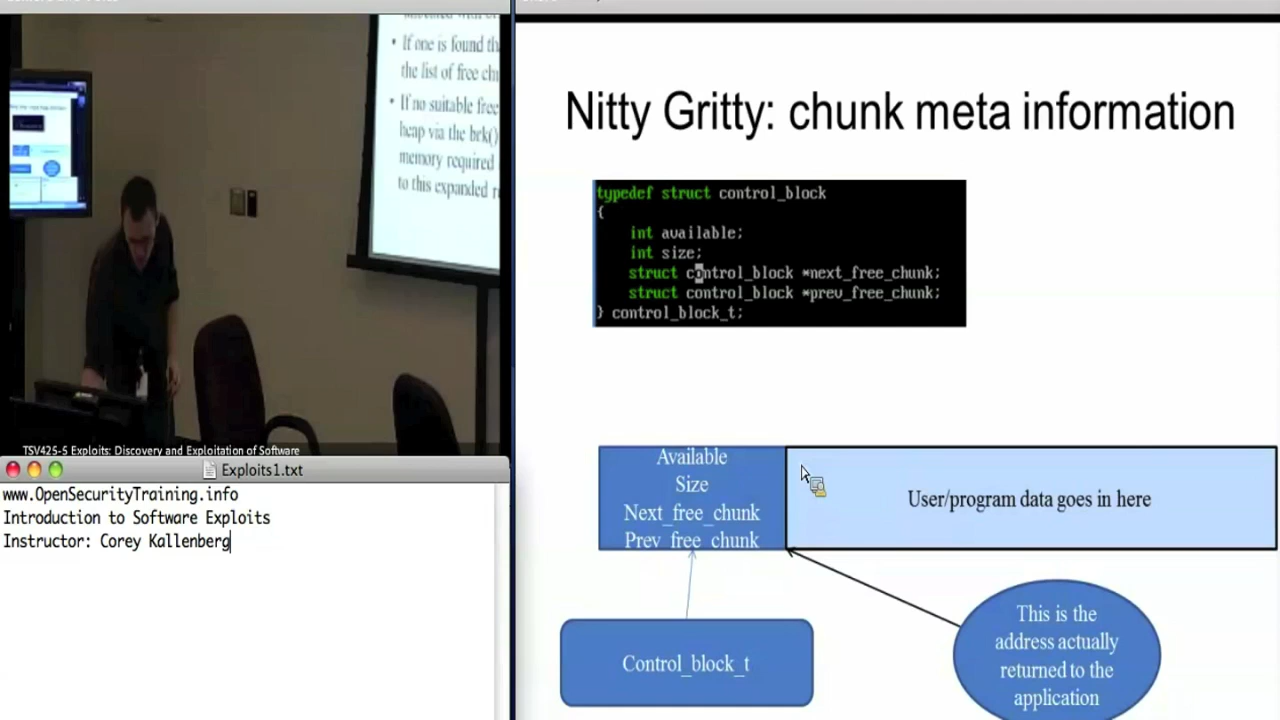 If one is found th
the list of free chu
If no suitable free
heap via the brk()
memory required
to this expanded r
TSV425-5 Exploits: Discovery and Exploitation of Software
Exploits1.txt
www.OpenSecurityTraining.info
Introduction to Software Exploits
Instructor: Corey Kallenberg
Nitty Gritty: chunk meta information
typedef struct control_block
{
int available;
int size;
struct control_block *next_free_chunk;
struct control_block *prev_free_chunk;
} control_block_t;
Available
Size
Next_free_chunk
Prev_free_chunk
User/program data goes in here
Control_block_t
This is the
address actually
returned to the
application